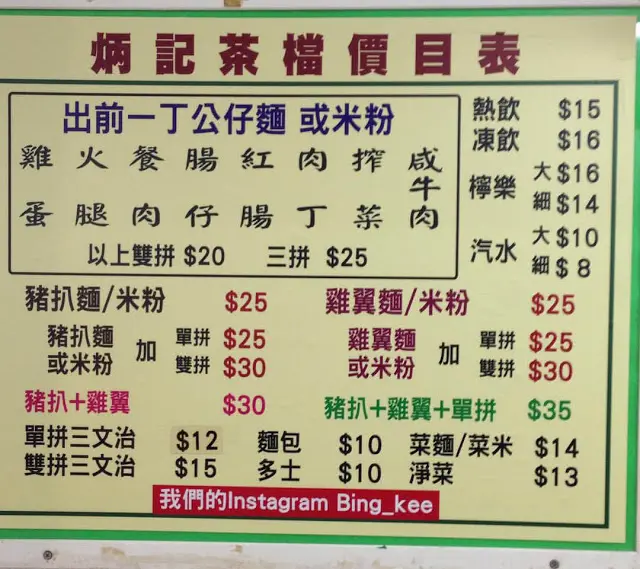 炳記茶檔價目表
出前一丁公仔麵 或米粉
雞蛋 火腿 餐肉 腸仔 紅腸 肉丁 搾菜 咸牛肉
以上雙拼 $20 三拼 $25
熱飲 $15
凍飲 $16
檸樂 大 $16
細 $14
汽水 大 $10
細 $8
豬扒麵/米粉 $25
豬扒麵或米粉 加 單拼 $25
雙拼 $30
雞翼麵/米粉 $25
雞翼麵或米粉 加 單拼 $25
雙拼 $30
豬扒+雞翼 $30
豬扒+雞翼+單拼 $35
單拼三文治 $12 麵包 $10 菜麵/菜米 $14
雙拼三文治 $15 多士 $10 淨菜 $13
我們的Instagram Bing_kee